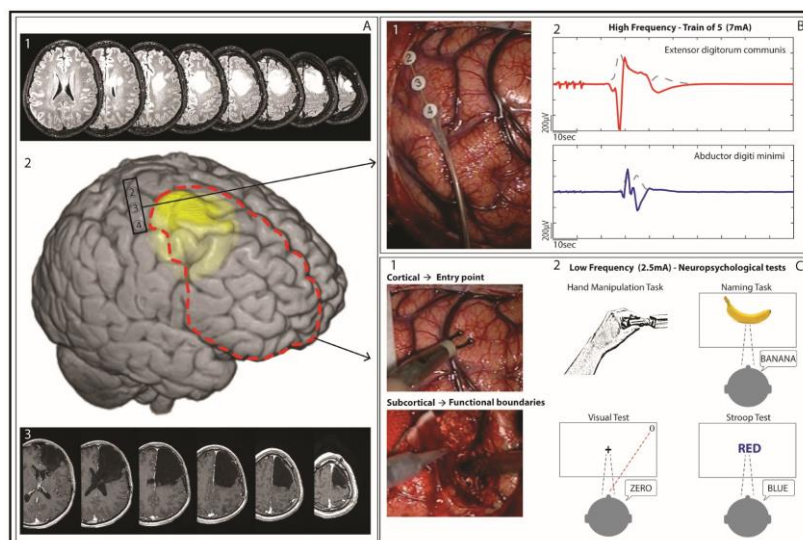 A
1
2
2
3
4
3
B
1
2
3
4
2
High Frequency - Train of 5 (7mA)
Extensor digitorum communis
200µV
10sec
Abductor digiti minimi
200µV
10sec
C
1
Cortical → Entry point
Subcortical → Functional boundaries
2
Low Frequency (2.5mA) - Neuropsychological tests
Hand Manipulation Task
Naming Task
BANANA
Visual Test
+
0
ZERO
Stroop Test
RED
BLUE